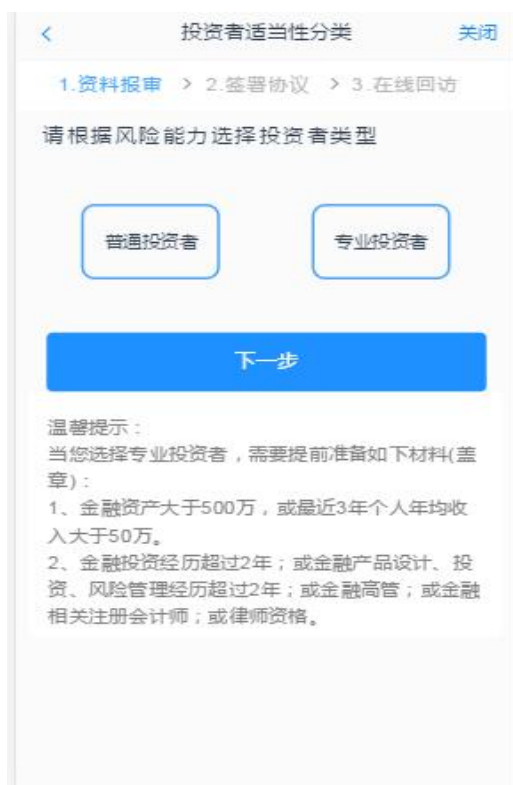 < 投资者适当性分类 关闭
1.资料报审 > 2.签署协议 > 3.在线回访
请根据风险能力选择投资者类型
普通投资者 专业投资者
下一步
温馨提示：
当您选择专业投资者，需要提前准备如下材料(盖
章)：
1、金融资产大于500万，或最近3年个人年均收
入大于50万。
2、金融投资经历超过2年；或金融产品设计、投
资、风险管理经历超过2年；或金融高管；或金融
相关注册会计师；或律师资格。